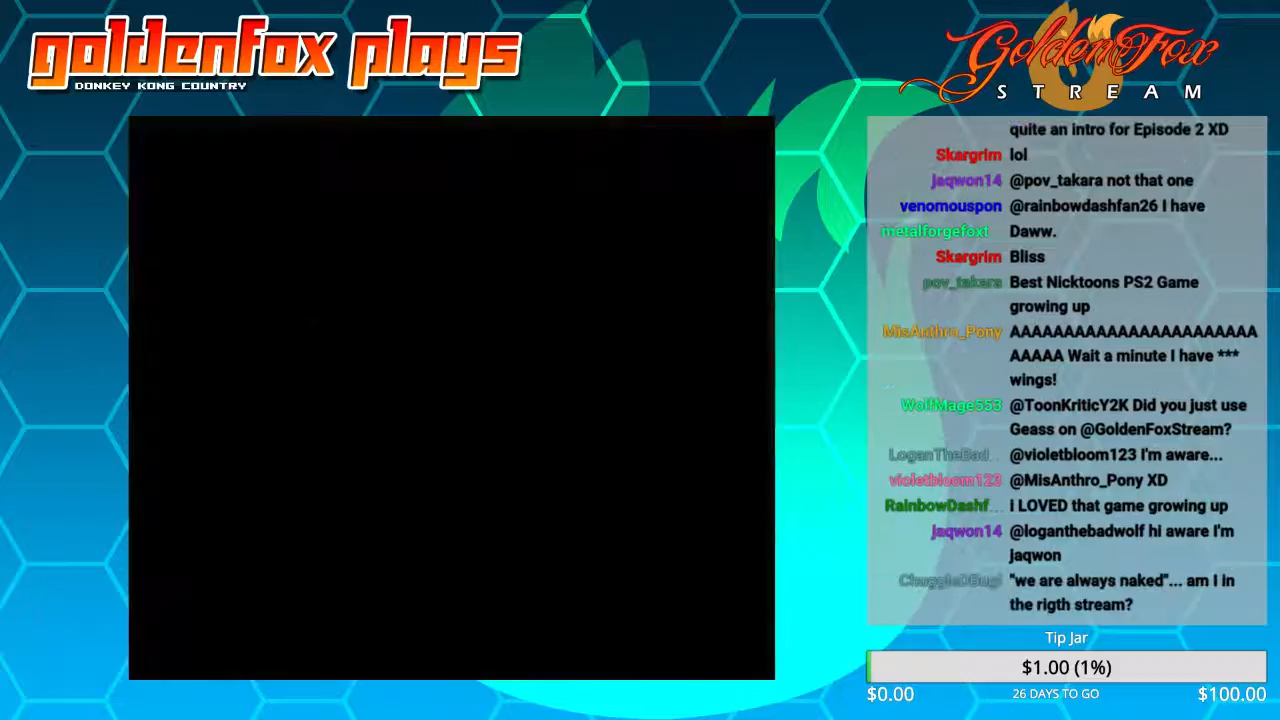 goldenfox plays
DONKEY KONG COUNTRY
GoldenFox
STREAM
quite an intro for Episode 2 XD
Skargrim lol
jaqwon14 @pov_takara not that one
venomouspon @rainbowdashfan26 I have
metalforgefoxt Daww.
Skargrim Bliss
pov_takara Best Nicktoons PS2 Game
growing up
MisAnthro_Pony AAAAAAAAAAAAAAAAAAAAAAA
AAAAA Wait a minute I have ***
wings!
WolfMage553 @ToonKriticY2K Did you just use
Geass on @GoldenFoxStream?
LoganTheBad... @violetbloom123 I'm aware...
violetbloom123 @MisAnthro_Pony XD
RainbowDashf... i LOVED that game growing up
jaqwon14 @loganthebadwolf hi aware I'm
jaqwon
ChuggieDBugi "we are always naked"... am I in
the rigth stream?
Tip Jar
$1.00 (1%)
$0.00 26 DAYS TO GO $100.00